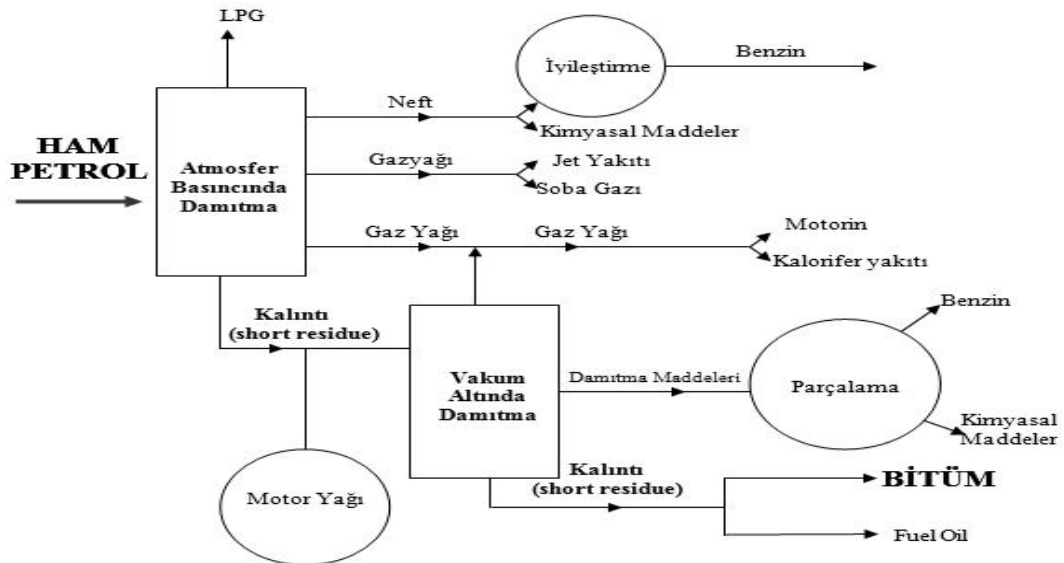 LPG
İyileştirme
Benzin
Neft
Kimyasal Maddeler
HAM
PETROL
Atmosfer
Basıncında
Damıtma
Gazyağı
Jet Yakıtı
Soba Gazı
Gaz Yağı
Gaz Yağı
Motorin
Kalorifer yakıtı
Kalıntı
(short residue)
Vakum
Altında
Damıtma
Damıtma Maddeleri
Parçalama
Benzin
Kimyasal
Maddeler
Motor Yağı
Kalıntı
(short residue)
BİTÜM
Fuel Oil